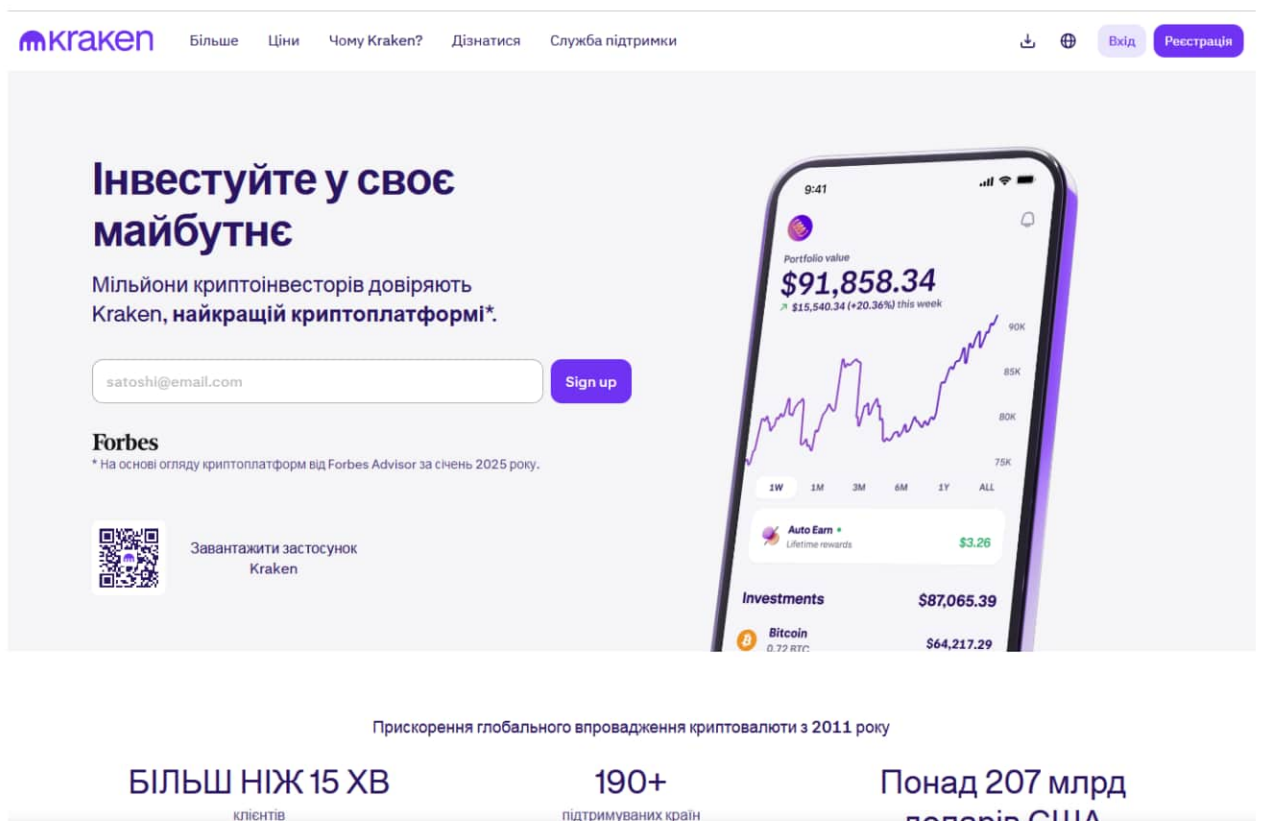 kraken
Більше Ціни Чому Kraken? Дізнатися Служба підтримки
Вхід Реєстрація
Інвестуйте у своє
майбутнє
Мільйони криптоінвесторів довіряють
Kraken, найкращій криптоплатформі*.
satoshi@email.com
Sign up
Forbes
* На основі огляду криптоплатформ від Forbes Advisor за січень 2025 року.
Завантажити застосунок
Kraken
9:41
Portfolio value
$91,858.34
$15,540.34 (+20.36%) this week
90K
85K
80K
75K
1W 1M 3M 6M 1Y ALL
Auto Earn
Lifetime rewards
$3.26
Investments $87,065.39
Bitcoin
0.72 BTC
$64,217.29
Прискорення глобального впровадження криптовалюти з 2011 року
БІЛЬШ НІЖ 15 ХВ
клієнтів
190+
підтримуваних країн
Понад 207 млрд
доларів США